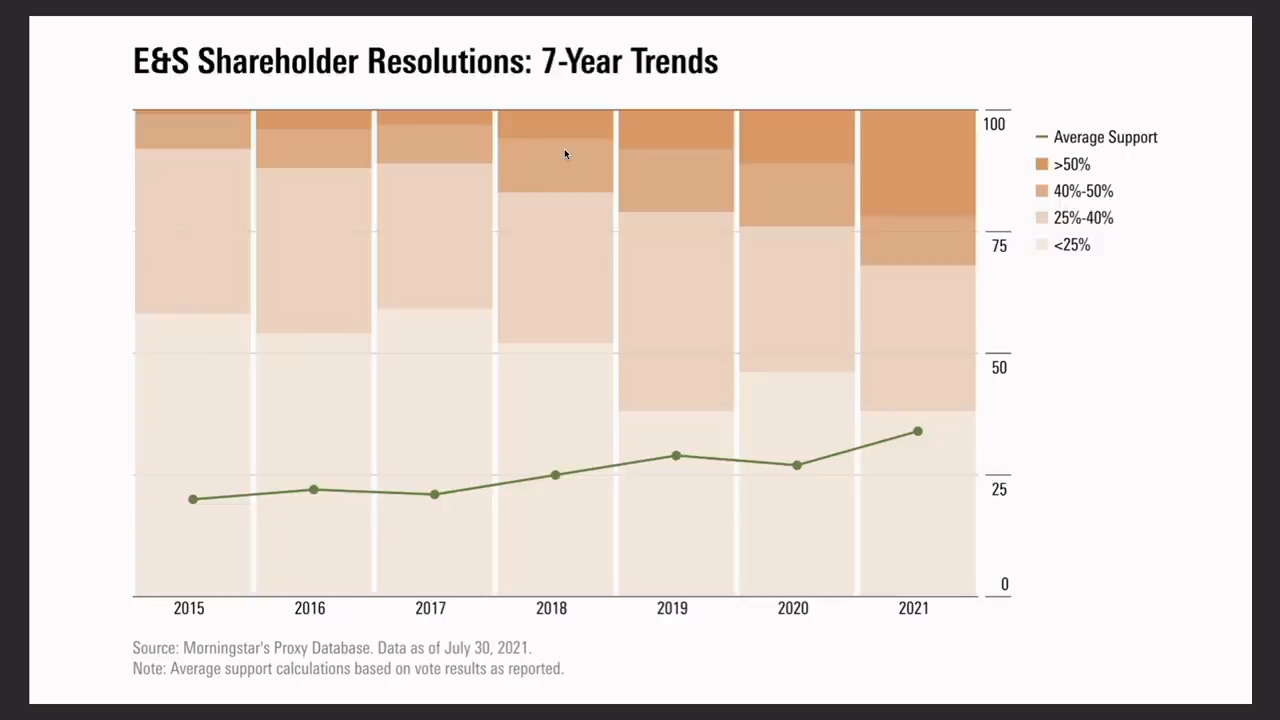 E&S Shareholder Resolutions: 7-Year Trends
100
75
50
25
0
Average Support
>50%
40%-50%
25%-40%
<25%
2015 2016 2017 2018 2019 2020 2021
Source: Morningstar's Proxy Database. Data as of July 30, 2021.
Note: Average support calculations based on vote results as reported.